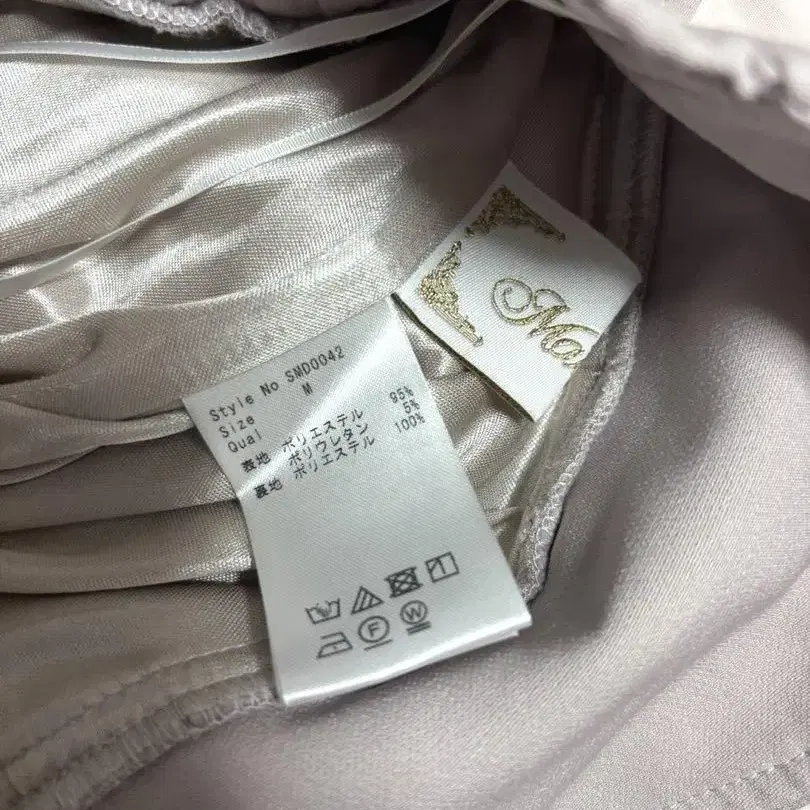 Style No SMD0042
Size M
Qual
表地 ポリエステル 95%
ポリウレタン 5%
裏地 ポリエステル 100%
F W